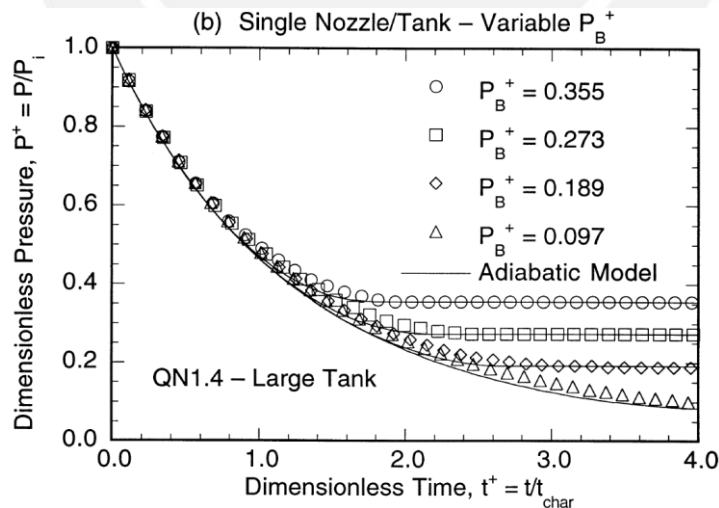 (b) Single Nozzle/Tank – Variable P_B^+
Dimensionless Pressure, P^+ = P/P_i
1.0
0.8
0.6
0.4
0.2
0.0
P_B^+ = 0.355
P_B^+ = 0.273
P_B^+ = 0.189
P_B^+ = 0.097
Adiabatic Model
QN1.4 – Large Tank
0.0 1.0 2.0 3.0 4.0
Dimensionless Time, t^+ = t/t_char